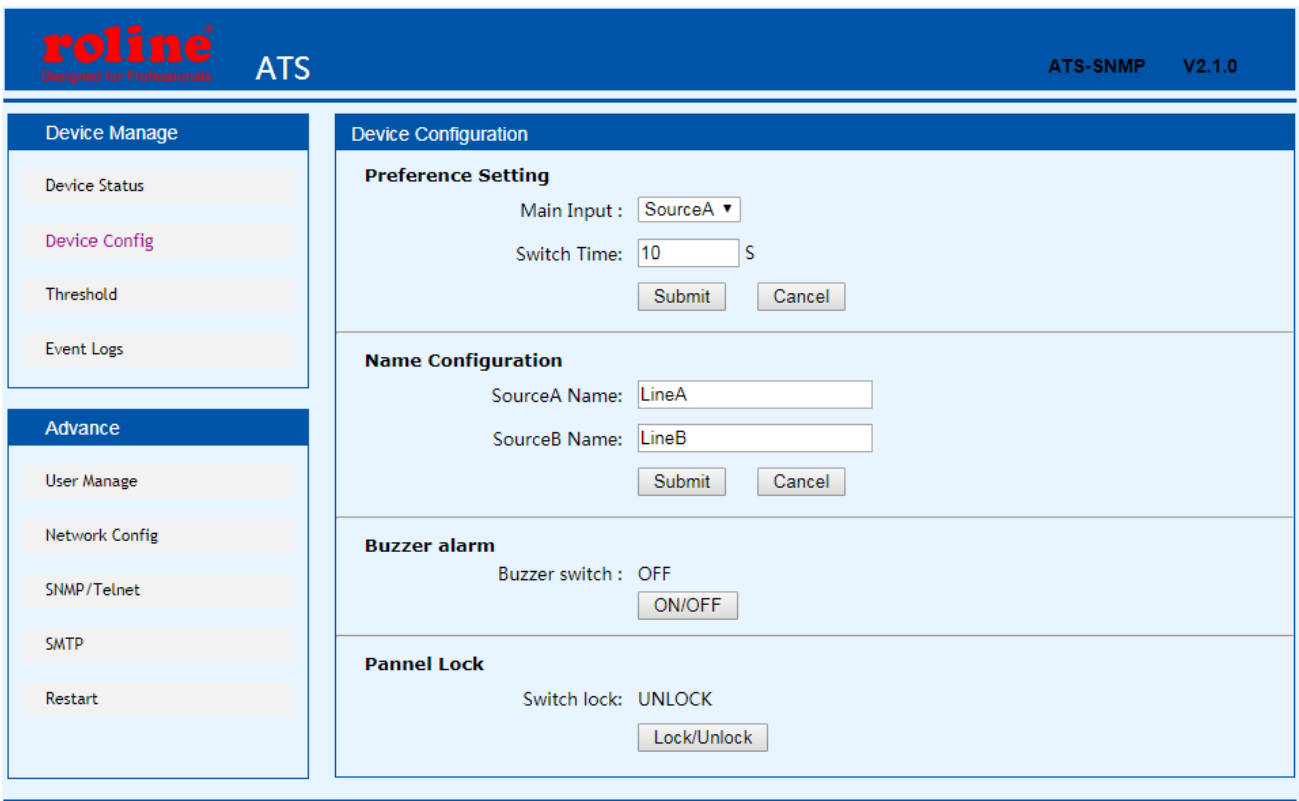 roline®
Designed for Professionals
ATS
ATS-SNMP V2.1.0
Device Manage
Device Status
Device Config
Threshold
Event Logs
Advance
User Manage
Network Config
SNMP/Telnet
SMTP
Restart
Device Configuration
Preference Setting
Main Input : SourceA
Switch Time: 10 S
Submit Cancel
Name Configuration
SourceA Name: LineA
SourceB Name: LineB
Submit Cancel
Buzzer alarm
Buzzer switch : OFF
ON/OFF
Pannel Lock
Switch lock: UNLOCK
Lock/Unlock